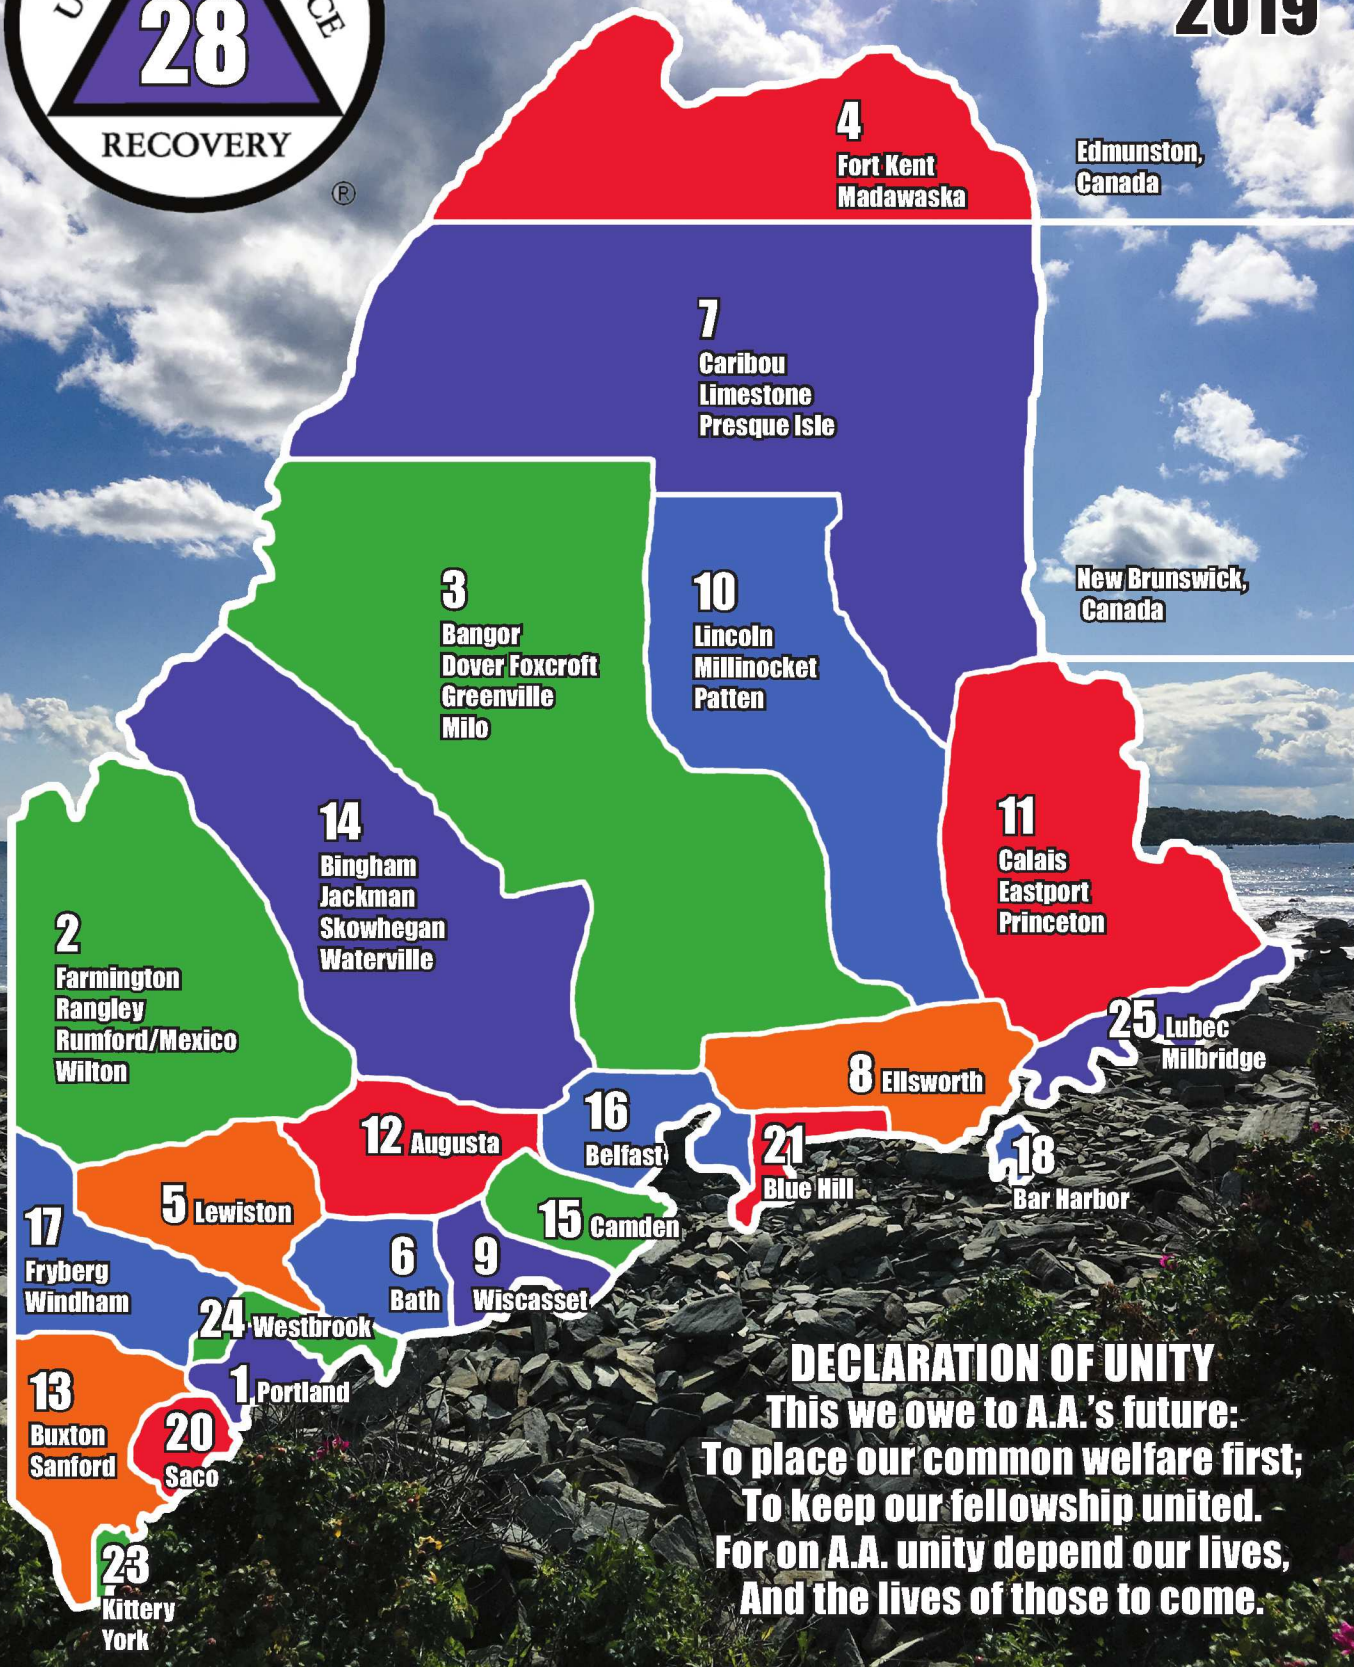 2019
28
CE
RECOVERY
®
4
Fort Kent
Madawaska
Edmunston,
Canada
7
Caribou
Limestone
Presque Isle
3
Bangor
Dover Foxcroft
Greenville
Milo
10
Lincoln
Millinocket
Patten
New Brunswick,
Canada
14
Bingham
Jackman
Skowhegan
Waterville
11
Calais
Eastport
Princeton
2
Farmington
Rangley
Rumford/Mexico
Wilton
25 Lubec
Milbridge
8 Ellsworth
12 Augusta
16
Belfast
21
Blue Hill
18
Bar Harbor
5 Lewiston
15 Camden
17
Fryberg
Windham
6
Bath
9
Wiscasset
24 Westbrook
1 Portland
13
Buxton
Sanford
20
Saco
23
Kittery
York
DECLARATION OF UNITY
This we owe to A.A.'s future:
To place our common welfare first;
To keep our fellowship united.
For on A.A. unity depend our lives,
And the lives of those to come.